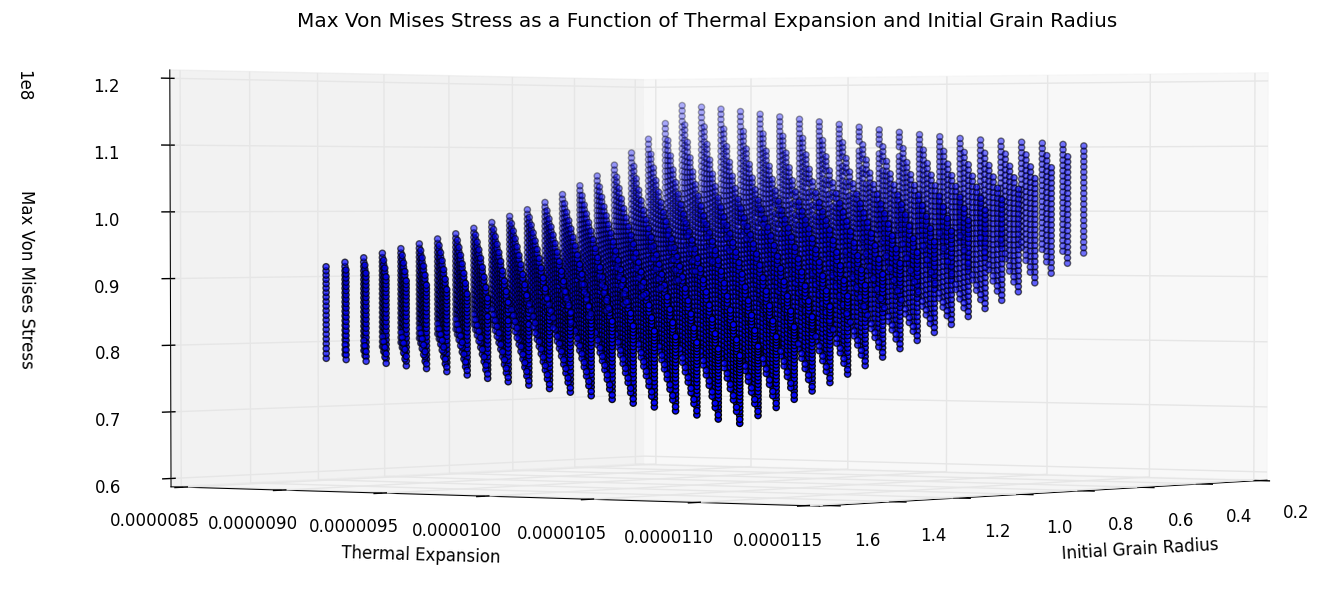 Max Von Mises Stress as a Function of Thermal Expansion and Initial Grain Radius
1e8
Max Von Mises Stress
1.2
1.1
1.0
0.9
0.8
0.7
0.6
0.0000085 0.0000090 0.0000095 0.0000100 0.0000105 0.0000110 0.0000115
Thermal Expansion
1.6 1.4 1.2 1.0 0.8 0.6 0.4 0.2
Initial Grain Radius